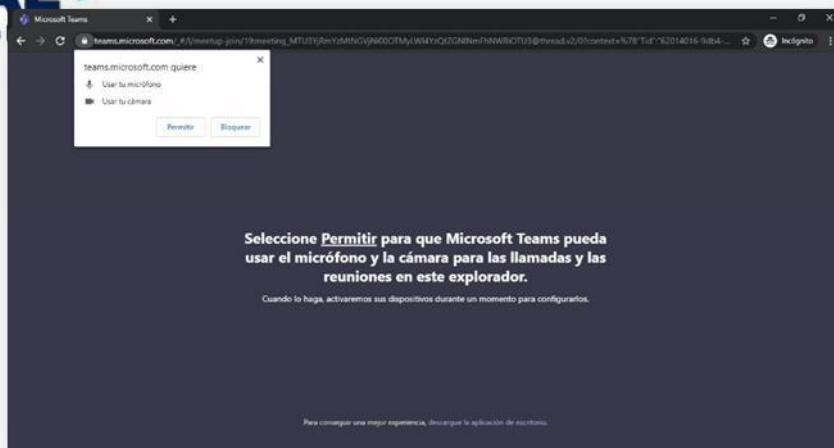 Microsoft Teams
Incógnito
teams.microsoft.com quiere
Usar tu micrófono
Usar tu cámara
Permitir Bloquear
Seleccione Permitir para que Microsoft Teams pueda
usar el micrófono y la cámara para las llamadas y las
reuniones en este explorador.
Cuando lo haga, activaremos sus dispositivos durante un momento para configurarlos.
Para conseguir una mejor experiencia, descargue la aplicación de escritorio.